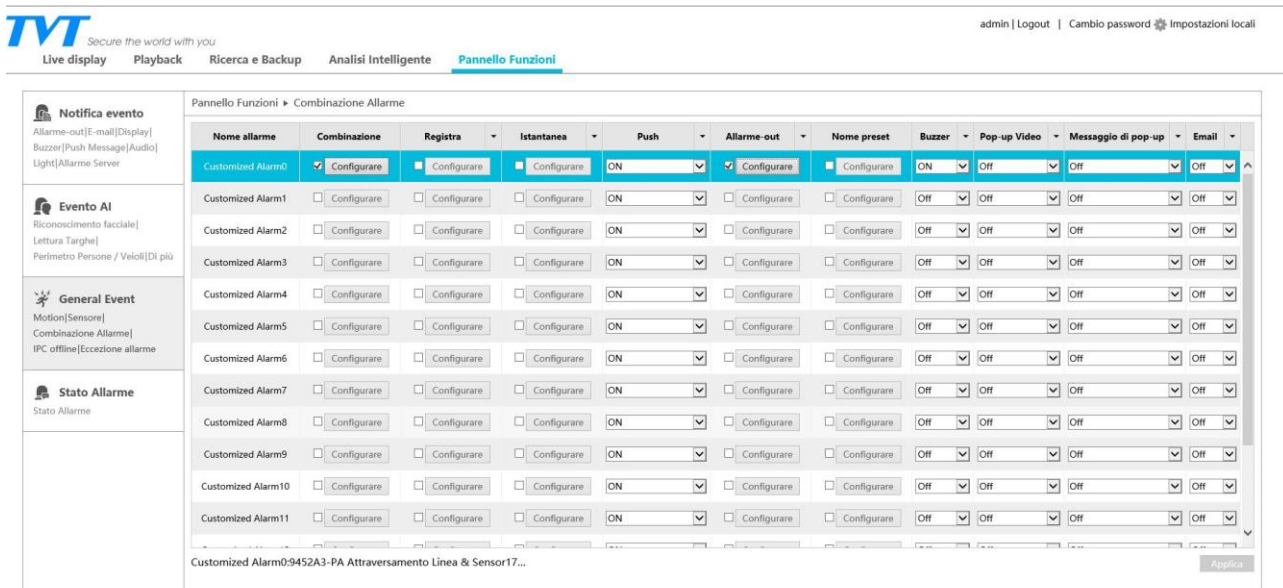 TVT
Secure the world with you
admin | Logout | Cambio password Impostazioni locali
Live display Playback Ricerca e Backup Analisi Intelligente Pannello Funzioni
Notifica evento
Allarme-out|E-mail|Display|
Buzzer|Push Message|Audio|
Light|Allarme Server
Evento AI
Riconoscimento facciale|
Lettura Targhe|
Perimetro Persone / Veioli|Di più
General Event
Motion|Sensore|
Combinazione Allarme|
IPC offline|Eccezione allarme
Stato Allarme
Stato Allarme
Pannello Funzioni ▸ Combinazione Allarme
Nome allarme Combinazione Registra Istantanea Push Allarme-out Nome preset Buzzer Pop-up Video Messaggio di pop-up Email
Customized Alarm0 Configurare Configurare Configurare ON Configurare Configurare ON Off Off Off
Customized Alarm1 Configurare Configurare Configurare ON Configurare Configurare Off Off Off Off
Customized Alarm2 Configurare Configurare Configurare ON Configurare Configurare Off Off Off Off
Customized Alarm3 Configurare Configurare Configurare ON Configurare Configurare Off Off Off Off
Customized Alarm4 Configurare Configurare Configurare ON Configurare Configurare Off Off Off Off
Customized Alarm5 Configurare Configurare Configurare ON Configurare Configurare Off Off Off Off
Customized Alarm6 Configurare Configurare Configurare ON Configurare Configurare Off Off Off Off
Customized Alarm7 Configurare Configurare Configurare ON Configurare Configurare Off Off Off Off
Customized Alarm8 Configurare Configurare Configurare ON Configurare Configurare Off Off Off Off
Customized Alarm9 Configurare Configurare Configurare ON Configurare Configurare Off Off Off Off
Customized Alarm10 Configurare Configurare Configurare ON Configurare Configurare Off Off Off Off
Customized Alarm11 Configurare Configurare Configurare ON Configurare Configurare Off Off Off Off
Customized Alarm0:9452A3-PA Attraversamento Linea & Sensor17...
Applica